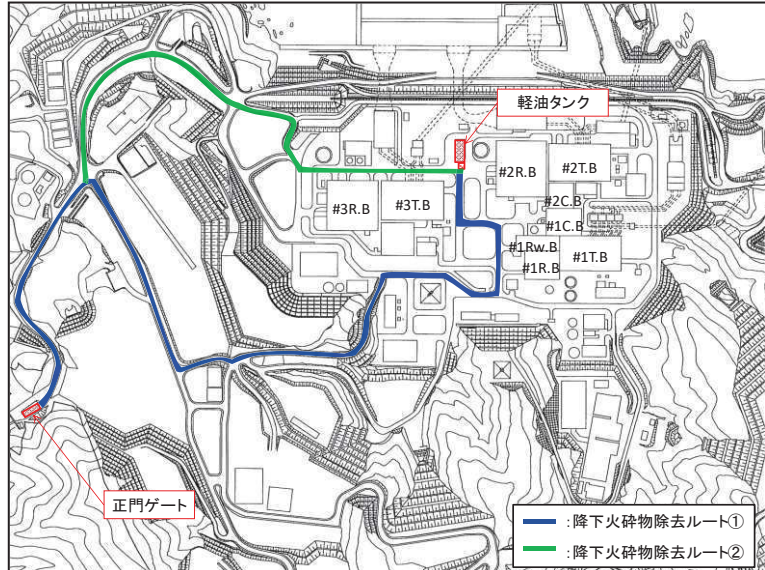 軽油タンク
#2R.B
#2T.B
#2C.B
#3R.B
#3T.B
#1C.B
#1Rw.B
#1R.B
#1T.B
正門ゲート
:降下火砕物除去ルート①
:降下火砕物除去ルート②